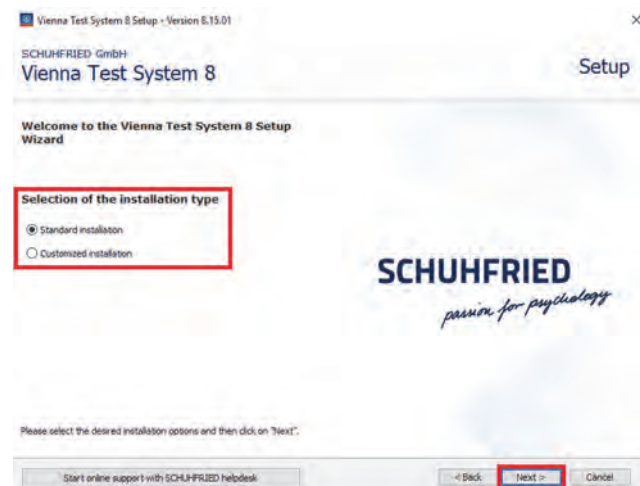 Vienna Test System 8 Setup - Version 8.15.01
SCHUHFRIED GmbH
Vienna Test System 8
Setup
Welcome to the Vienna Test System 8 Setup
Wizard
Selection of the installation type
Standard installation
Customized installation
SCHUHFRIED
passion for psychology
Please select the desired installation options and then click on "Next".
Start online support with SCHUHFRIED helpdesk
< Back
Next >
Cancel